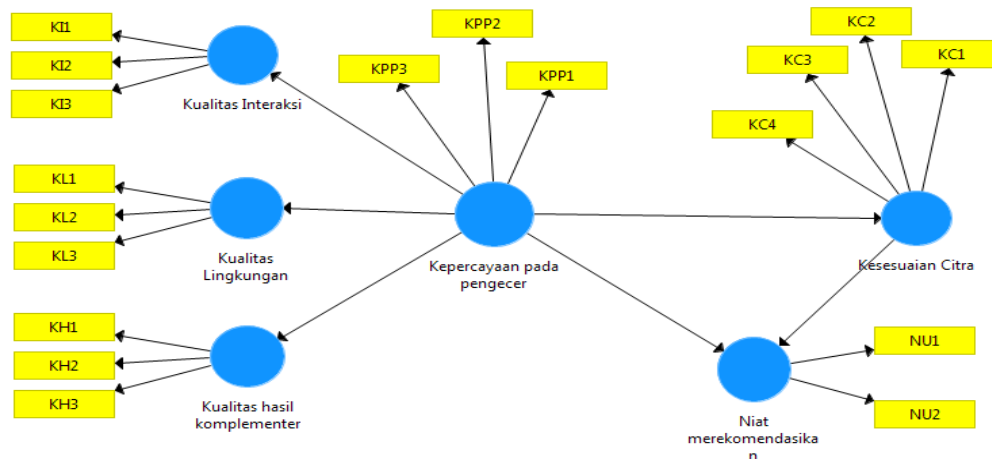 KI1
KI2
KI3
Kualitas Interaksi
KPP3
KPP2
KPP1
KC4
KC3
KC2
KC1
KL1
KL2
KL3
Kualitas
Lingkungan
Kepercayaan pada
pengecer
Kesesuaian Citra
KH1
KH2
KH3
Kualitas hasil
komplementer
Niat
merekomendasika
n
NU1
NU2